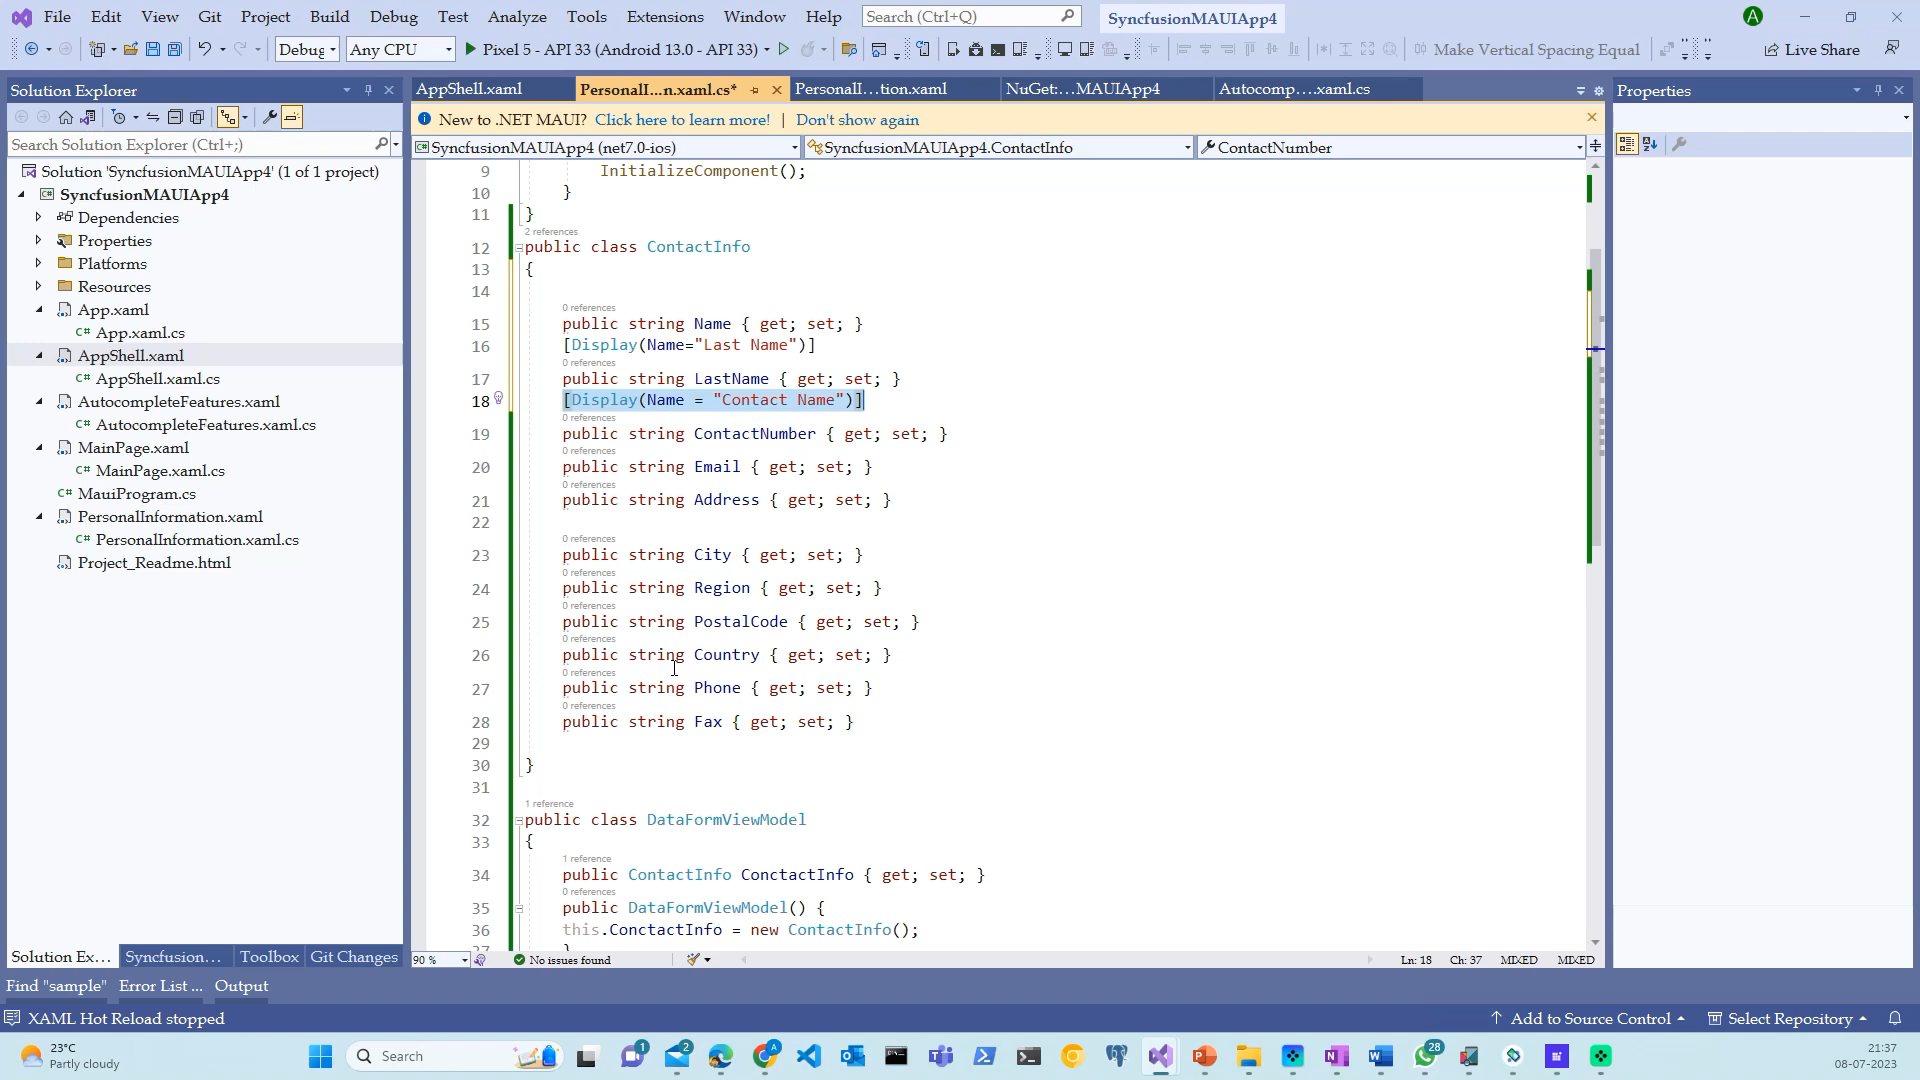 File Edit View Git Project Build Debug Test Analyze Tools Extensions Window Help Search (Ctrl+Q) SyncfusionMAUIApp4 A
Debug Any CPU Pixel 5 - API 33 (Android 13.0 - API 33) Make Vertical Spacing Equal Live Share
Solution Explorer
AppShell.xaml PersonalI...n.xaml.cs* PersonalI...tion.xaml NuGet:...MAUIApp4 Autocomp....xaml.cs
Properties
New to .NET MAUI? Click here to learn more! | Don't show again
Search Solution Explorer (Ctrl+;)
SyncfusionMAUIApp4 (net7.0-ios) SyncfusionMAUIApp4.ContactInfo ContactNumber
Solution 'SyncfusionMAUIApp4' (1 of 1 project)
SyncfusionMAUIApp4
Dependencies
Properties
Platforms
Resources
App.xaml
App.xaml.cs
AppShell.xaml
AppShell.xaml.cs
AutocompleteFeatures.xaml
AutocompleteFeatures.xaml.cs
MainPage.xaml
MainPage.xaml.cs
MauiProgram.cs
PersonalInformation.xaml
PersonalInformation.xaml.cs
Project_Readme.html
9 InitializeComponent();
10 }
11 }
2 references
12 public class ContactInfo
13 {
14
0 references
15 public string Name { get; set; }
16 [Display(Name="Last Name")]
0 references
17 public string LastName { get; set; }
18 [Display(Name = "Contact Name")]
0 references
19 public string ContactNumber { get; set; }
0 references
20 public string Email { get; set; }
0 references
21 public string Address { get; set; }
22
0 references
23 public string City { get; set; }
0 references
24 public string Region { get; set; }
0 references
25 public string PostalCode { get; set; }
0 references
26 public string Country { get; set; }
0 references
27 public string Phone { get; set; }
0 references
28 public string Fax { get; set; }
29
30 }
31
1 reference
32 public class DataFormViewModel
33 {
1 reference
34 public ContactInfo ConctactInfo { get; set; }
0 references
35 public DataFormViewModel() {
36 this.ConctactInfo = new ContactInfo();
37 }
90 % No issues found Ln: 18 Ch: 37 MIXED MIXED
Solution Ex... Syncfusion... Toolbox Git Changes
Find "sample" Error List ... Output
XAML Hot Reload stopped Add to Source Control Select Repository
23°C
Partly cloudy
Search
1 2 2 28
21:37
08-07-2023